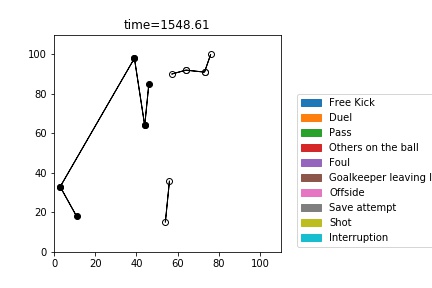 time=1548.61
100
80
60
40
20
0
0 20 40 60 80 100
Free Kick
Duel
Pass
Others on the ball
Foul
Goalkeeper leaving l
Offside
Save attempt
Shot
Interruption